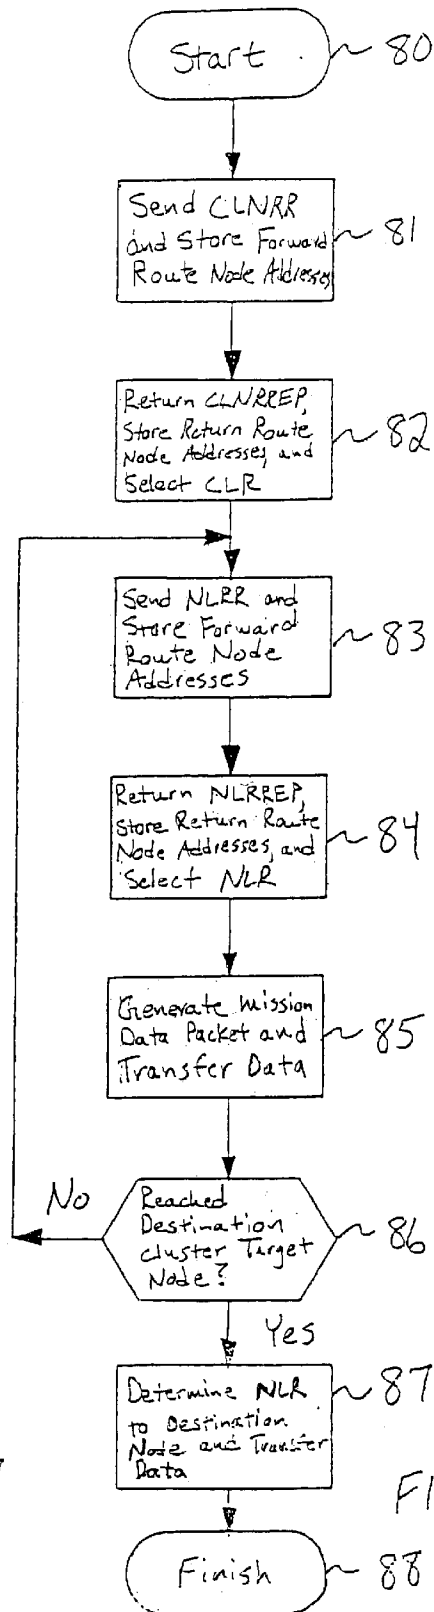 Start
80
Send CLNRR
and Store Forward
Route Node Addresses
81
Return CLNRREP,
Store Return Route
Node Addresses, and
Select CLR
82
Send NLRR and
Store Forward
Route Node
Addresses
83
Return NLRREP,
Store Return Route
Node Addresses, and
Select NLR
84
Generate Mission
Data Packet and
Transfer Data
85
No
Reached
Destination
Cluster Target
Node?
86
Yes
Determine NLR
to Destination
Node and Transfer
Data
87
FI
Finish
88